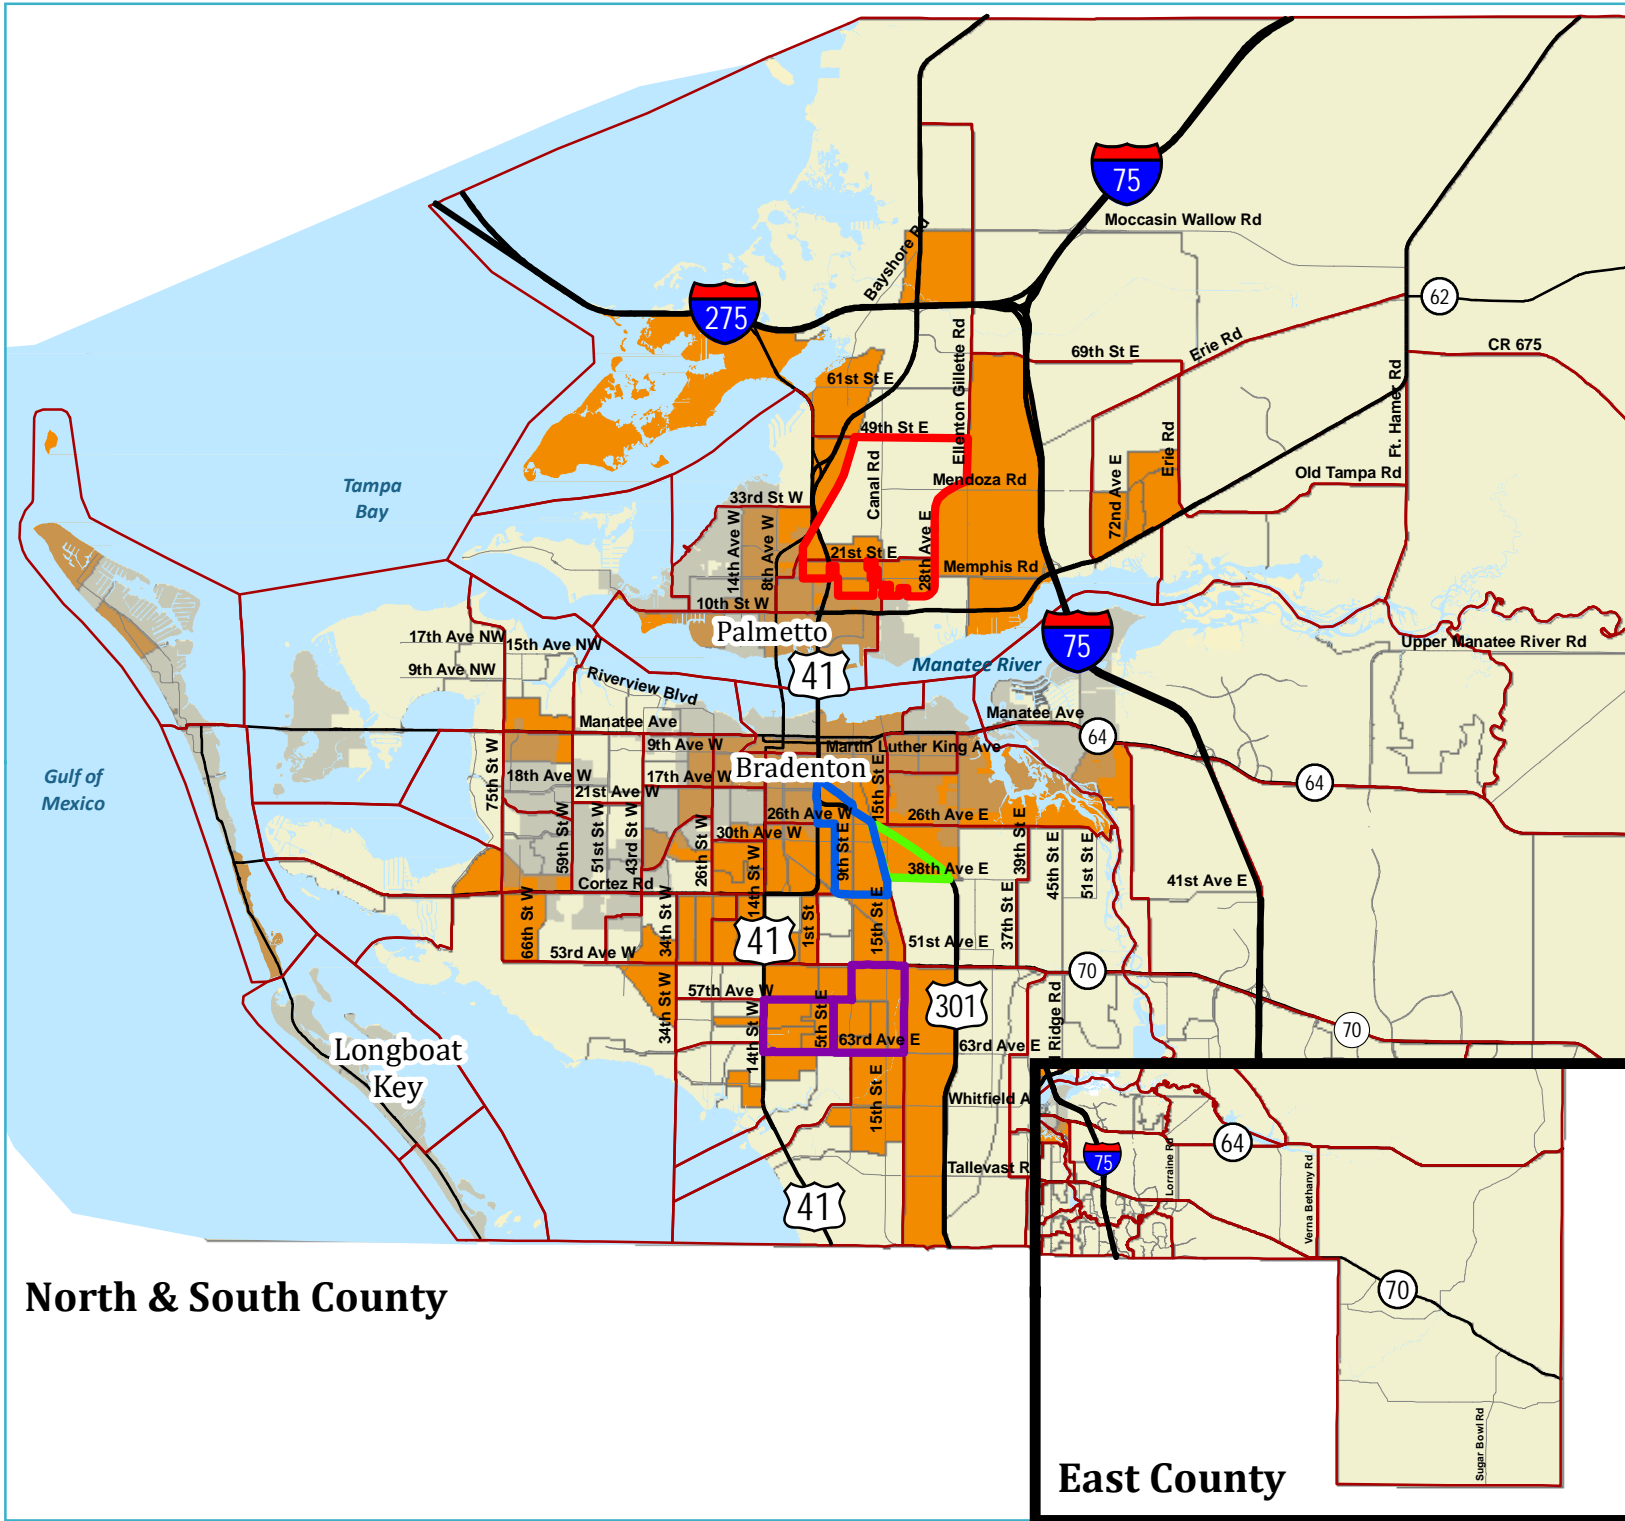 75
Moccasin Wallow Rd
Bayshore Rd
62
275
Ellenton Gillette Rd
69th St E
Erie Rd
CR 675
61st St E
Ft. Hamer Rd
49th St E
Canal Rd
Mendoza Rd
72nd Ave E
Erie Rd
Old Tampa Rd
Tampa
Bay
33rd St W
14th Ave W
8th Ave W
21st St E
28th Ave E
Memphis Rd
10th St W
Palmetto
75
17th Ave NW
15th Ave NW
9th Ave NW
Upper Manatee River Rd
41
Manatee River
Riverview Blvd
Manatee Ave
Manatee Ave
64
9th Ave W
Martin Luther King Ave
Gulf of
Mexico
75th St W
18th Ave W
17th Ave W
Bradenton
15th St E
64
21st Ave W
26th Ave W
26th Ave E
30th Ave W
59th St W
51st St W
43rd St W
26th St W
14th St W
9th St E
38th Ave E
39th St E
45th St E
51st St E
41st Ave E
Cortez Rd
66th St W
34th St W
41
1st St
15th St E
37th St E
51st Ave E
53rd Ave W
70
57th Ave W
34th St W
14th St W
5th St E
63rd Ave E
301
63rd Ave E
Ridge Rd
70
Longboat
Key
15th St E
Whitfield A
Tallevast R
41
75
64
Lorraine Rd
Verna Bethany Rd
70
Sugar Bowl Rd
North & South County
East County